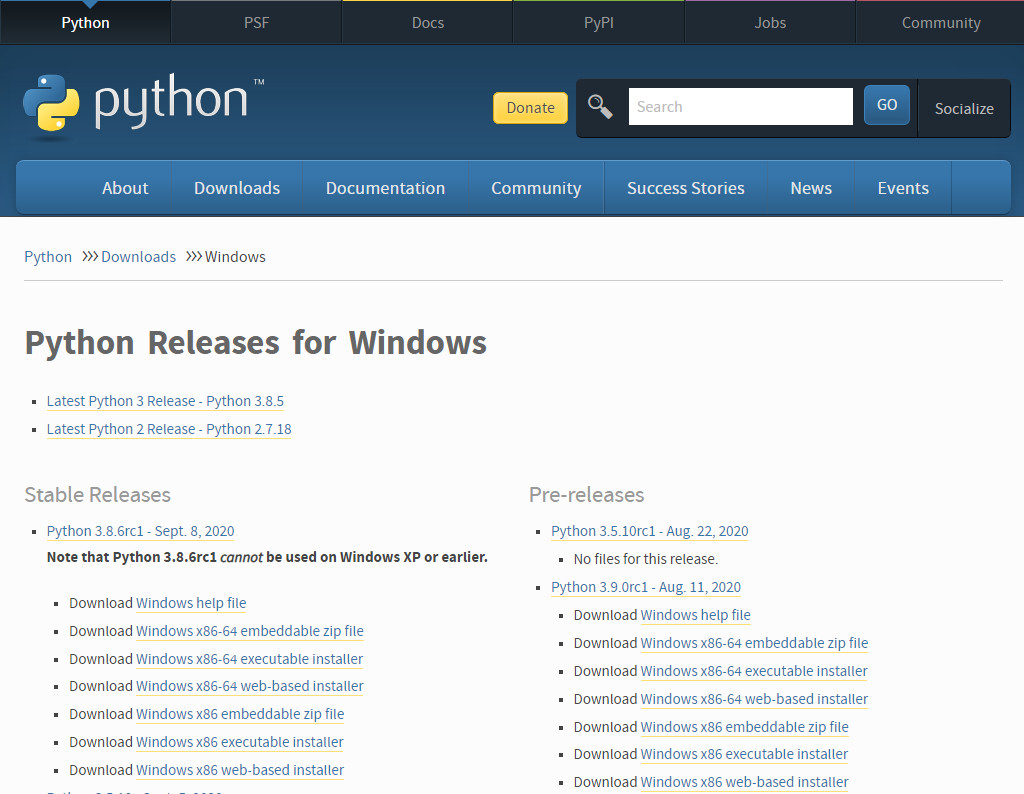 Python
PSF
Docs
PyPI
Jobs
Community
python™
Donate
Search
GO
Socialize
About
Downloads
Documentation
Community
Success Stories
News
Events
Python >>> Downloads >>> Windows
Python Releases for Windows
Latest Python 3 Release - Python 3.8.5
Latest Python 2 Release - Python 2.7.18
Stable Releases
Python 3.8.6rc1 - Sept. 8, 2020
Note that Python 3.8.6rc1 cannot be used on Windows XP or earlier.
Download Windows help file
Download Windows x86-64 embeddable zip file
Download Windows x86-64 executable installer
Download Windows x86-64 web-based installer
Download Windows x86 embeddable zip file
Download Windows x86 executable installer
Download Windows x86 web-based installer
Pre-releases
Python 3.5.10rc1 - Aug. 22, 2020
No files for this release.
Python 3.9.0rc1 - Aug. 11, 2020
Download Windows help file
Download Windows x86-64 embeddable zip file
Download Windows x86-64 executable installer
Download Windows x86-64 web-based installer
Download Windows x86 embeddable zip file
Download Windows x86 executable installer
Download Windows x86 web-based installer